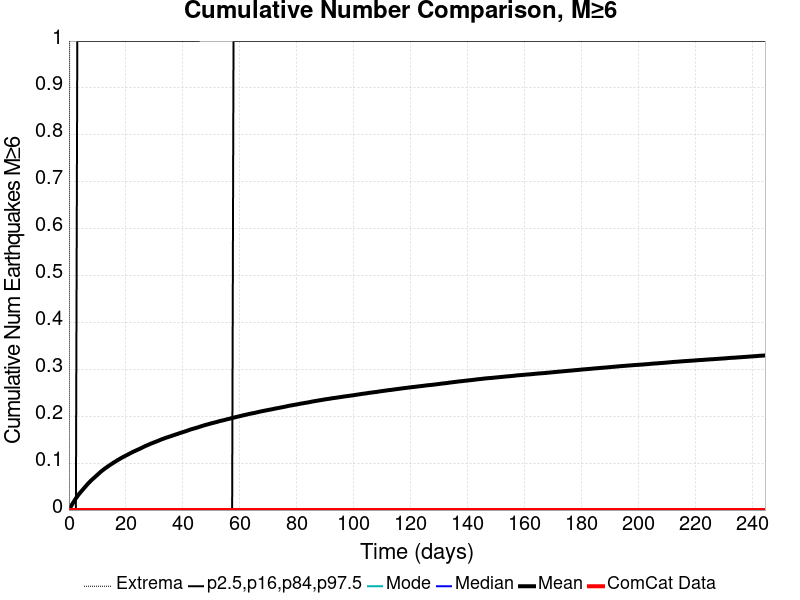 Cumulative Number Comparison, M≥6
Cumulative Num Earthquakes M≥6
1
0.9
0.8
0.7
0.6
0.5
0.4
0.3
0.2
0.1
0
0 20 40 60 80 100 120 140 160 180 200 220 240
Time (days)
Extrema p2.5,p16,p84,p97.5 Mode Median Mean ComCat Data